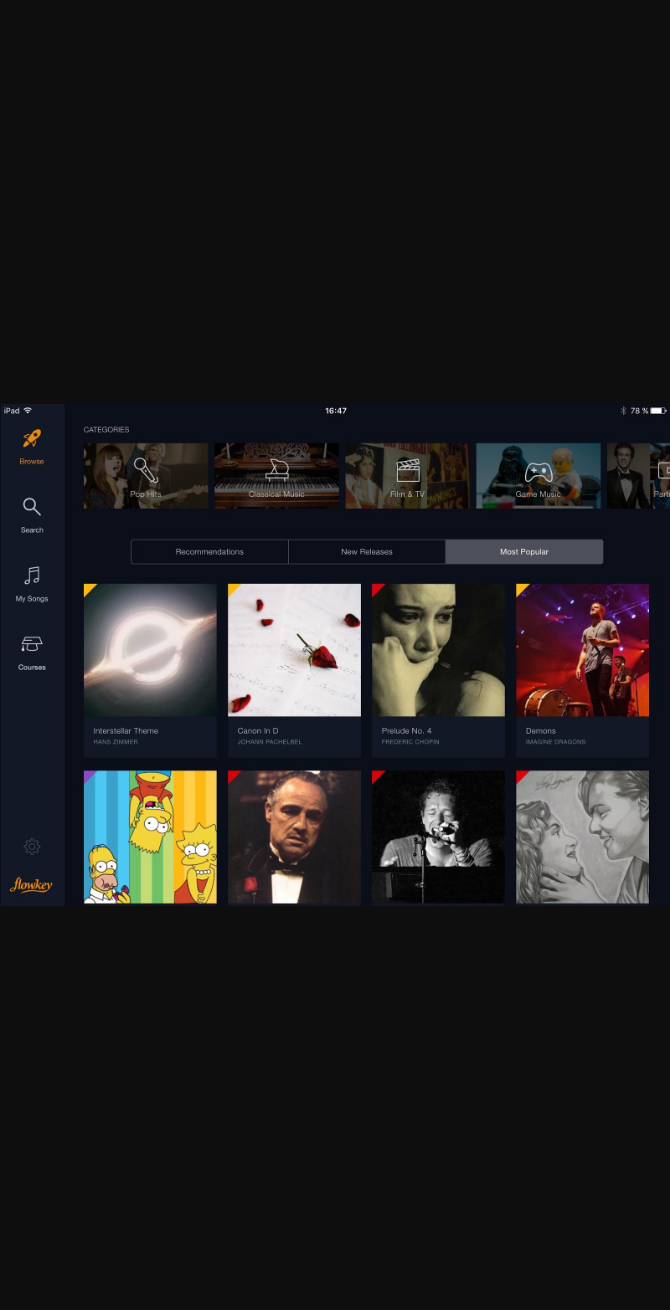 iPad 16:47 78 %
CATEGORIES
Browse
Pop Hits Classical Music Film & TV Game Music
Search
Recommendations New Releases Most Popular
My Songs
Courses
Interstellar Theme Canon In D Prelude No. 4 Demons
HANS ZIMMER JOHANN PACHELBEL FREDERIC CHOPIN IMAGINE DRAGONS
flowkey